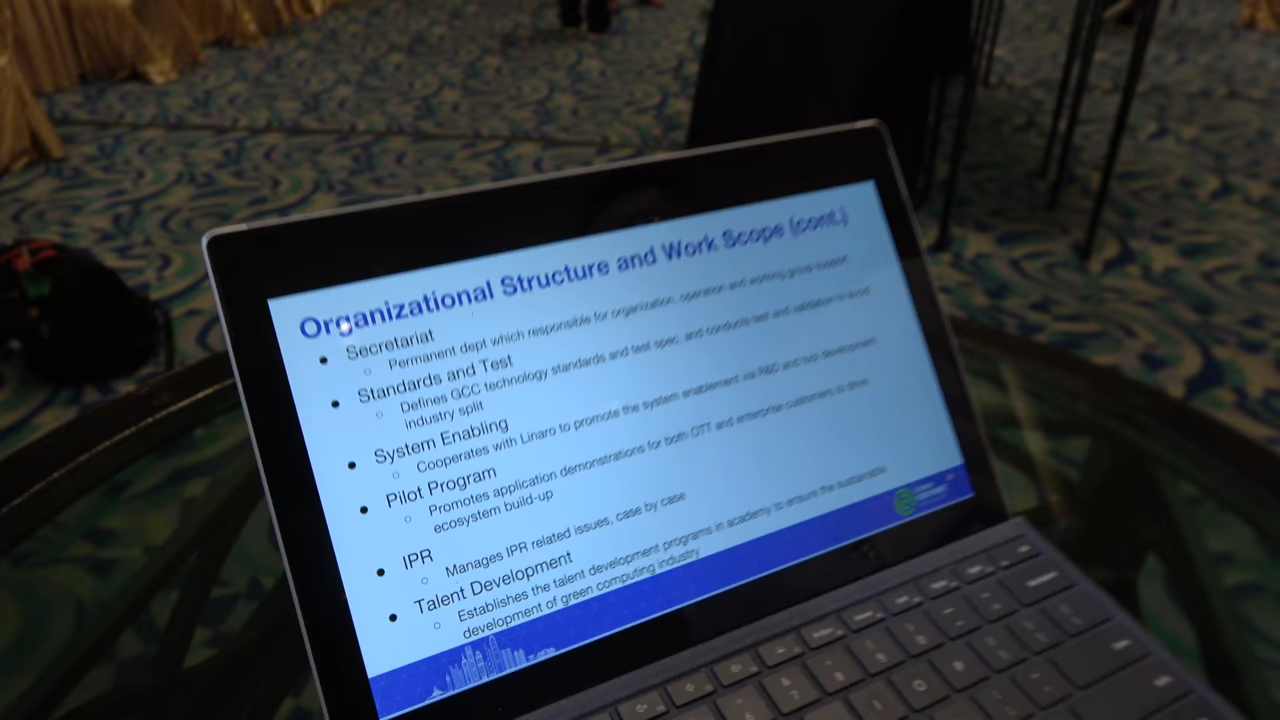 Organizational Structure and Work Scope (cont.)
● Secretariat
○ Permanent dept which responsible for organization, operation and working group support
● Standards and Test
○ Defines GCC technology standards and test spec, and conducts test and validation to avoid
industry split
● System Enabling
○ Cooperates with Linaro to promote the system enablement via R&D and tool development
● Pilot Program
○ Promotes application demonstrations for both OTT and enterprise customers to drive
ecosystem build-up
● IPR
○ Manages IPR related issues, case by case
● Talent Development
○ Establishes the talent development programs in academy to ensure the sustainable
development of green computing industry